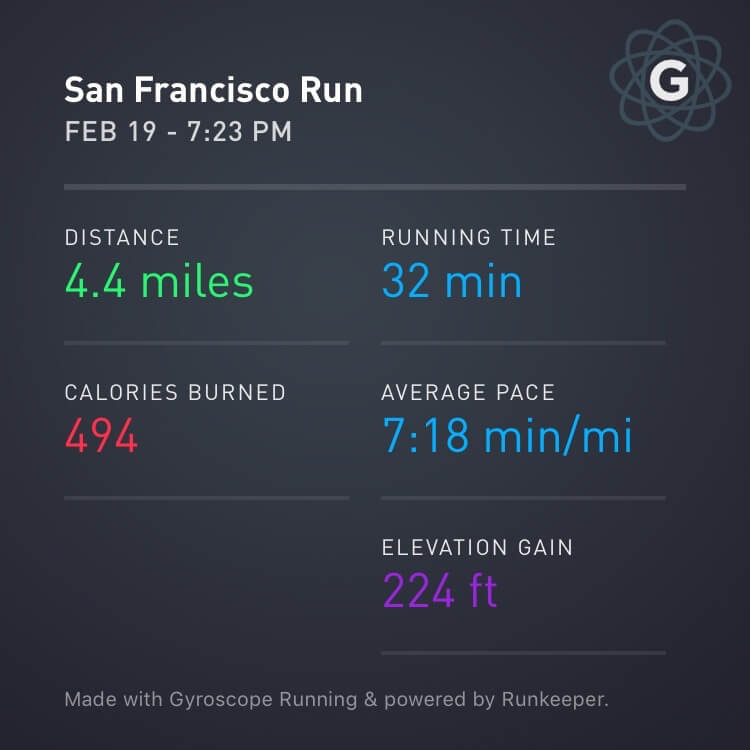 San Francisco Run
G
FEB 19 - 7:23 PM
DISTANCE
4.4 miles
RUNNING TIME
32 min
CALORIES BURNED
494
AVERAGE PACE
7:18 min/mi
ELEVATION GAIN
224 ft
Made with Gyroscope Running & powered by Runkeeper.